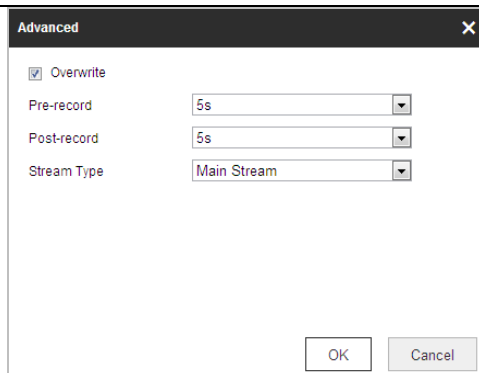 Advanced
Overwrite
Pre-record 5s
Post-record 5s
Stream Type Main Stream
OK Cancel